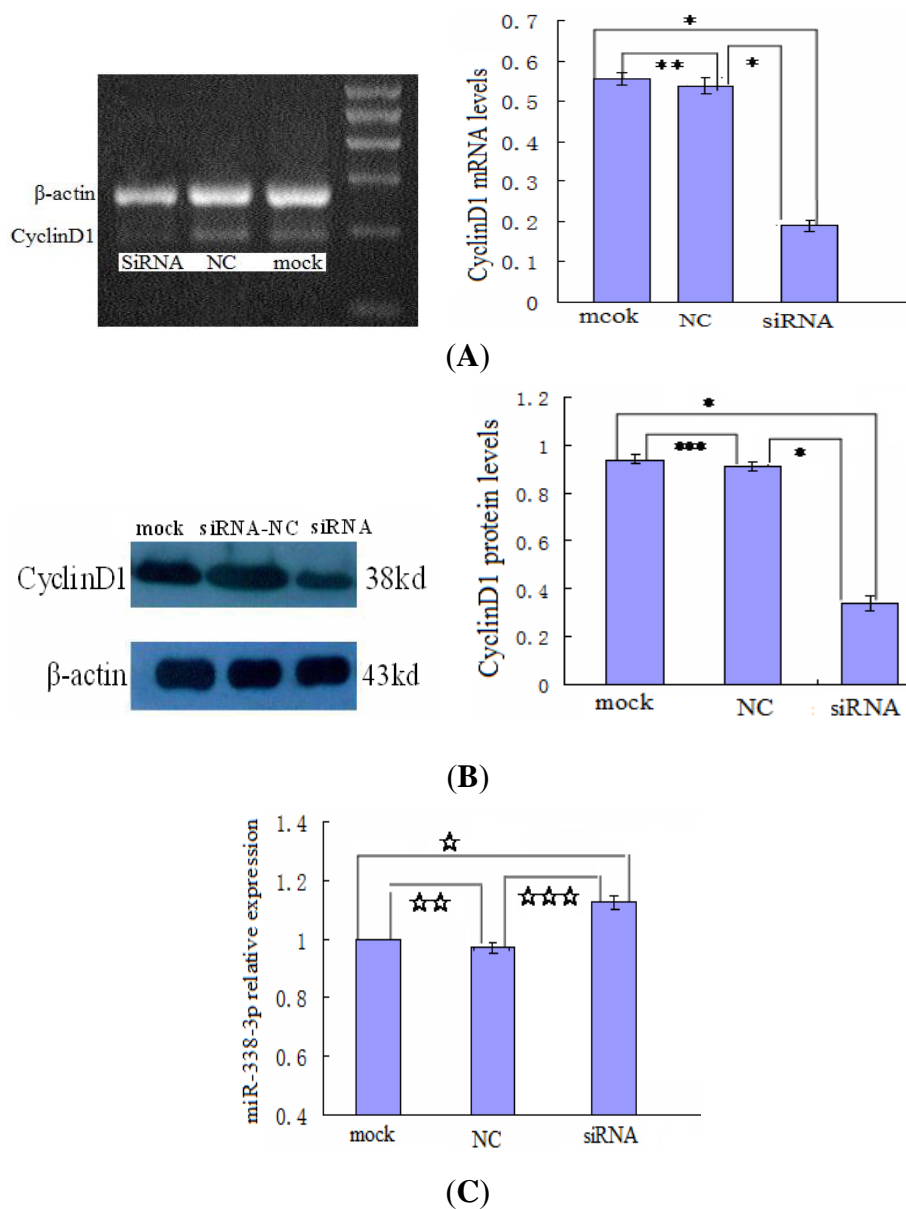 β-actin
CyclinD1
SiRNA NC mock
CyclinD1 mRNA levels
0.7
0.6
0.5
0.4
0.3
0.2
0.1
0
*
**
*
mcok NC siRNA
(A)
mock siRNA-NC siRNA
CyclinD1 38kd
β-actin 43kd
CyclinD1 protein levels
1.2
1
0.8
0.6
0.4
0.2
0
*
***
*
mock NC siRNA
(B)
miR-338-3p relative expression
1.4
1.2
1
0.8
0.6
0.4
☆
☆☆
☆☆☆
mock NC siRNA
(C)